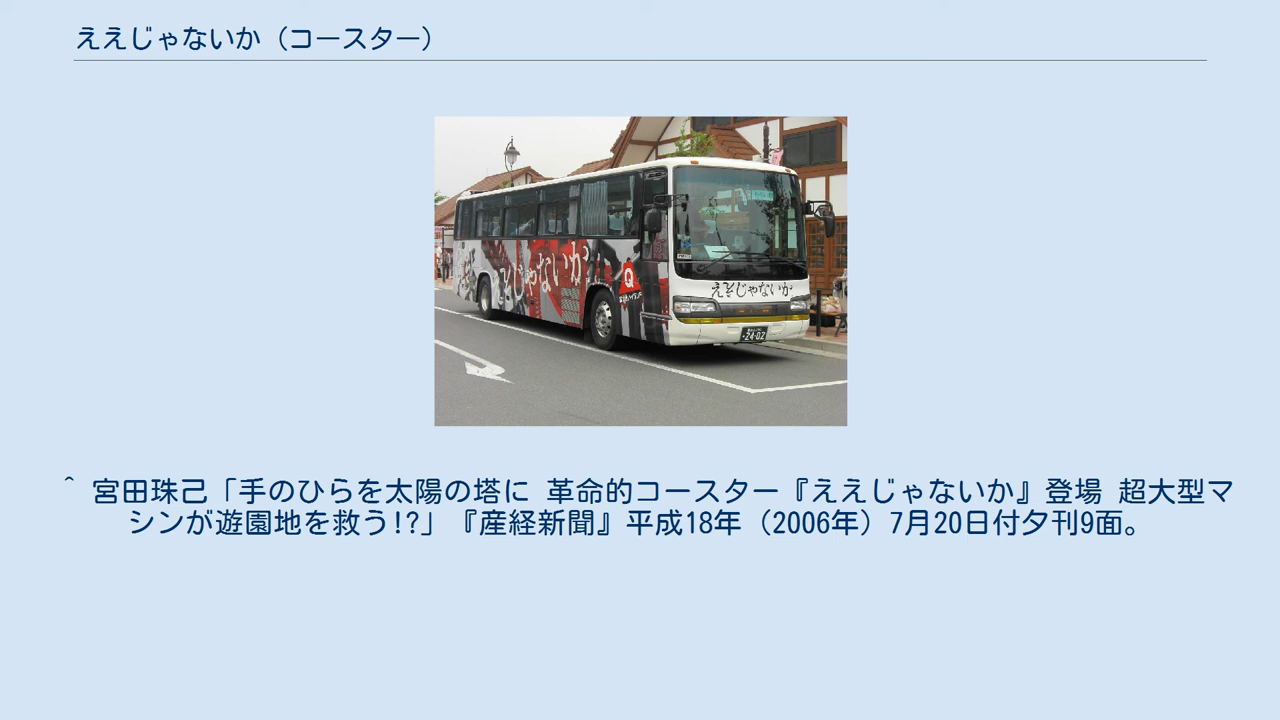 ええじゃないか（コースター）
ええじゃないか
Q
ええじゃないか
24-02
^ 宮田珠己「手のひらを太陽の塔に 革命的コースター『ええじゃないか』登場 超大型マ
シンが遊園地を救う!?」『産経新聞』平成18年（2006年）7月20日付夕刊9面。